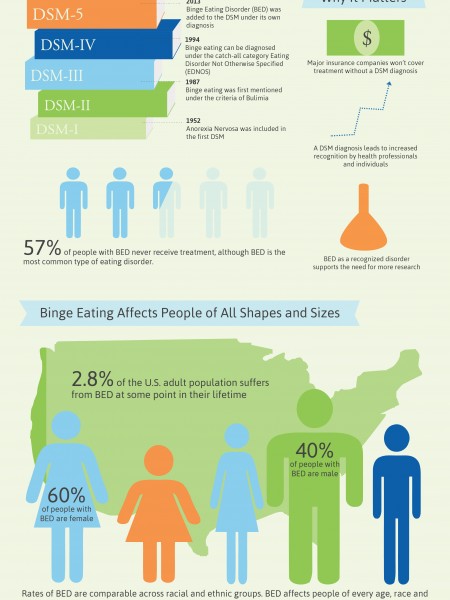 2013
Binge Eating Disorder (BED) was
added to the DSM under its own
diagnosis
DSM-5
1994
Binge eating can be diagnosed
under the catch-all category Eating
Disorder Not Otherwise Specified
(EDNOS)
DSM-IV
DSM-III
1987
Binge eating was first mentioned
under the criteria of Bulimia
DSM-II
1952
Anorexia Nervosa was included in
the first DSM
DSM-I
57% of people with BED never receive treatment, although BED is the
most common type of eating disorder.
Why It Matters
$
Major insurance companies won't cover
treatment without a DSM diagnosis
A DSM diagnosis leads to increased
recognition by health professionals
and individuals
BED as a recognized disorder
supports the need for more research
Binge Eating Affects People of All Shapes and Sizes
2.8% of the U.S. adult population suffers
from BED at some point in their lifetime
60%
of people with
BED are female
40%
of people with
BED are male
Rates of BED are comparable across racial and ethnic groups. BED affects people of every age, race and